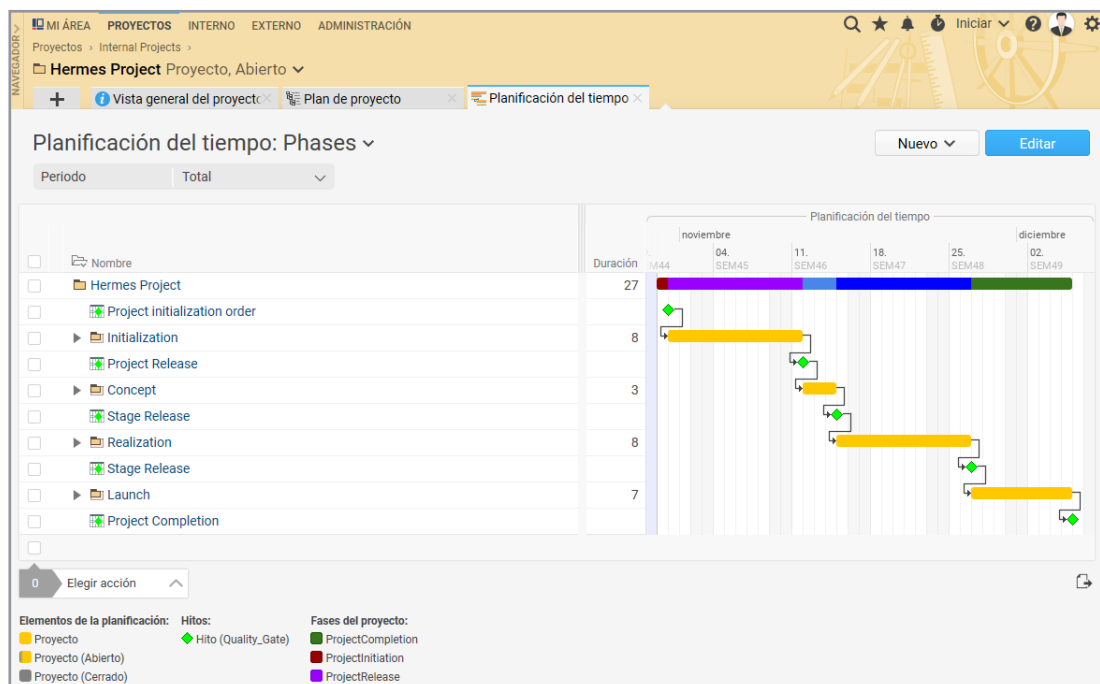 NAVEGADOR >
MI ÁREA PROYECTOS INTERNO EXTERNO ADMINISTRACIÓN Iniciar
Proyectos › Internal Projects ›
Hermes Project Proyecto, Abierto
+ Vista general del proyecto Plan de proyecto Planificación del tiempo
Planificación del tiempo: Phases
Nuevo Editar
Periodo Total
Planificación del tiempo
noviembre diciembre
04. 11. 18. 25. 02.
Nombre Duración M44 SEM45 SEM46 SEM47 SEM48 SEM49
Hermes Project 27
Project initialization order
Initialization 8
Project Release
Concept 3
Stage Release
Realization 8
Stage Release
Launch 7
Project Completion
0 Elegir acción
Elementos de la planificación: Hitos: Fases del proyecto:
Proyecto Hito (Quality_Gate) ProjectCompletion
Proyecto (Abierto) ProjectInitiation
Proyecto (Cerrado) ProjectRelease